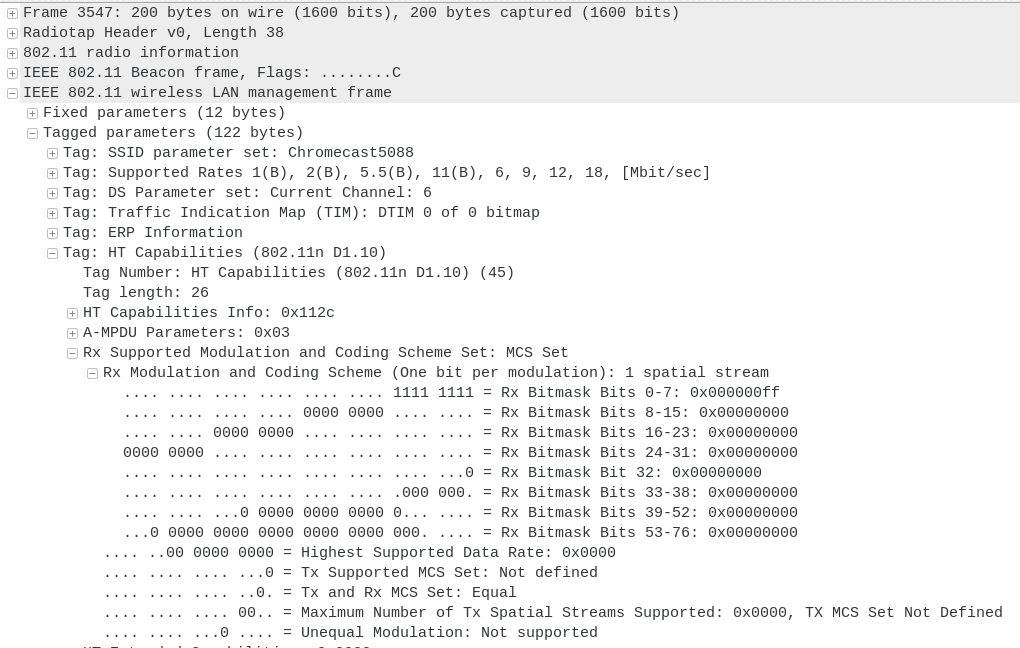 Frame 3547: 200 bytes on wire (1600 bits), 200 bytes captured (1600 bits)
Radiotap Header v0, Length 38
802.11 radio information
IEEE 802.11 Beacon frame, Flags: ........C
IEEE 802.11 wireless LAN management frame
Fixed parameters (12 bytes)
Tagged parameters (122 bytes)
Tag: SSID parameter set: Chromecast5088
Tag: Supported Rates 1(B), 2(B), 5.5(B), 11(B), 6, 9, 12, 18, [Mbit/sec]
Tag: DS Parameter set: Current Channel: 6
Tag: Traffic Indication Map (TIM): DTIM 0 of 0 bitmap
Tag: ERP Information
Tag: HT Capabilities (802.11n D1.10)
Tag Number: HT Capabilities (802.11n D1.10) (45)
Tag length: 26
HT Capabilities Info: 0x112c
A-MPDU Parameters: 0x03
Rx Supported Modulation and Coding Scheme Set: MCS Set
Rx Modulation and Coding Scheme (One bit per modulation): 1 spatial stream
.... .... .... .... .... .... 1111 1111 = Rx Bitmask Bits 0-7: 0x000000ff
.... .... .... .... 0000 0000 .... .... = Rx Bitmask Bits 8-15: 0x00000000
.... .... 0000 0000 .... .... .... .... = Rx Bitmask Bits 16-23: 0x00000000
0000 0000 .... .... .... .... .... .... = Rx Bitmask Bits 24-31: 0x00000000
.... .... .... .... .... .... .... ...0 = Rx Bitmask Bit 32: 0x00000000
.... .... .... .... .... .... .000 000. = Rx Bitmask Bits 33-38: 0x00000000
.... .... ...0 0000 0000 0000 0... .... = Rx Bitmask Bits 39-52: 0x00000000
...0 0000 0000 0000 0000 0000 000. .... = Rx Bitmask Bits 53-76: 0x00000000
.... ..00 0000 0000 = Highest Supported Data Rate: 0x0000
.... .... .... ...0 = Tx Supported MCS Set: Not defined
.... .... .... ..0. = Tx and Rx MCS Set: Equal
.... .... .... 00.. = Maximum Number of Tx Spatial Streams Supported: 0x0000, TX MCS Set Not Defined
.... .... ...0 .... = Unequal Modulation: Not supported